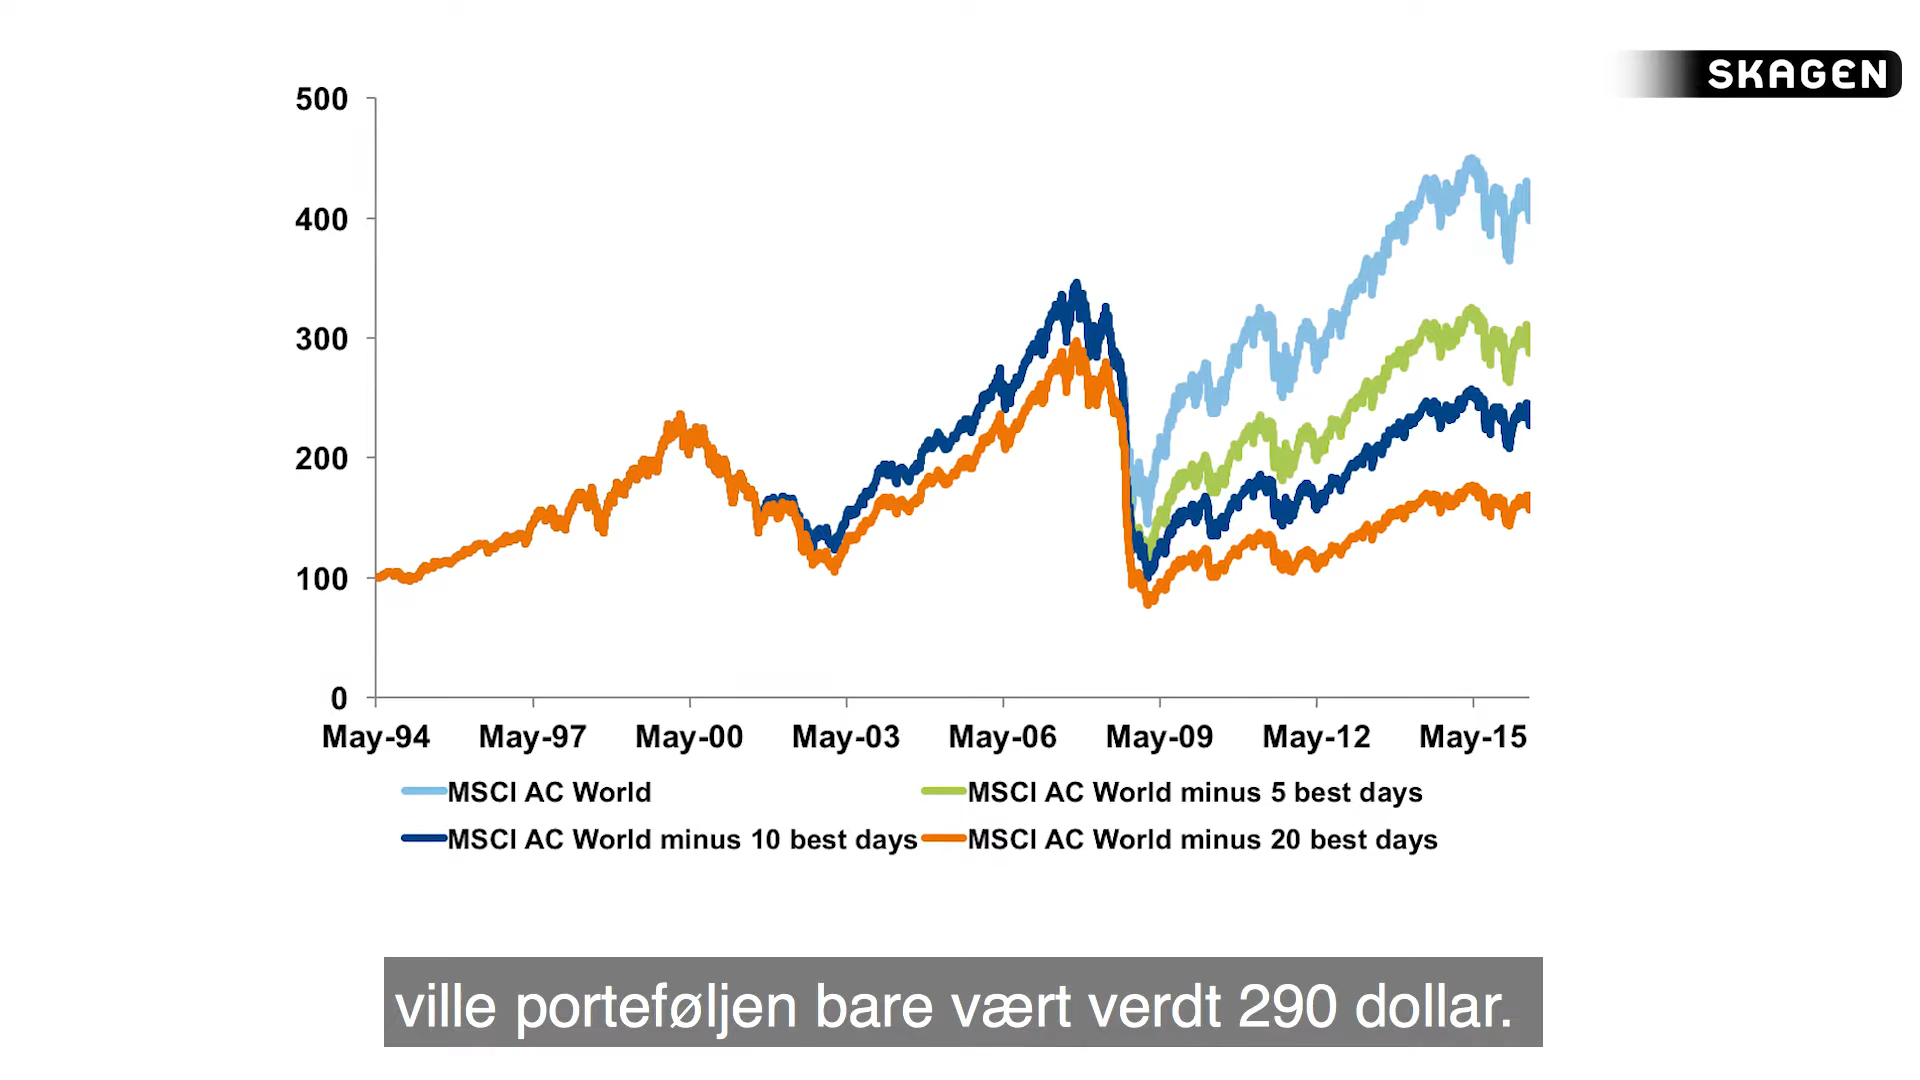 SKAGEN
500
400
300
200
100
0
May-94 May-97 May-00 May-03 May-06 May-09 May-12 May-15
MSCI AC World MSCI AC World minus 5 best days
MSCI AC World minus 10 best days MSCI AC World minus 20 best days
ville porteføljen bare vært verdt 290 dollar.